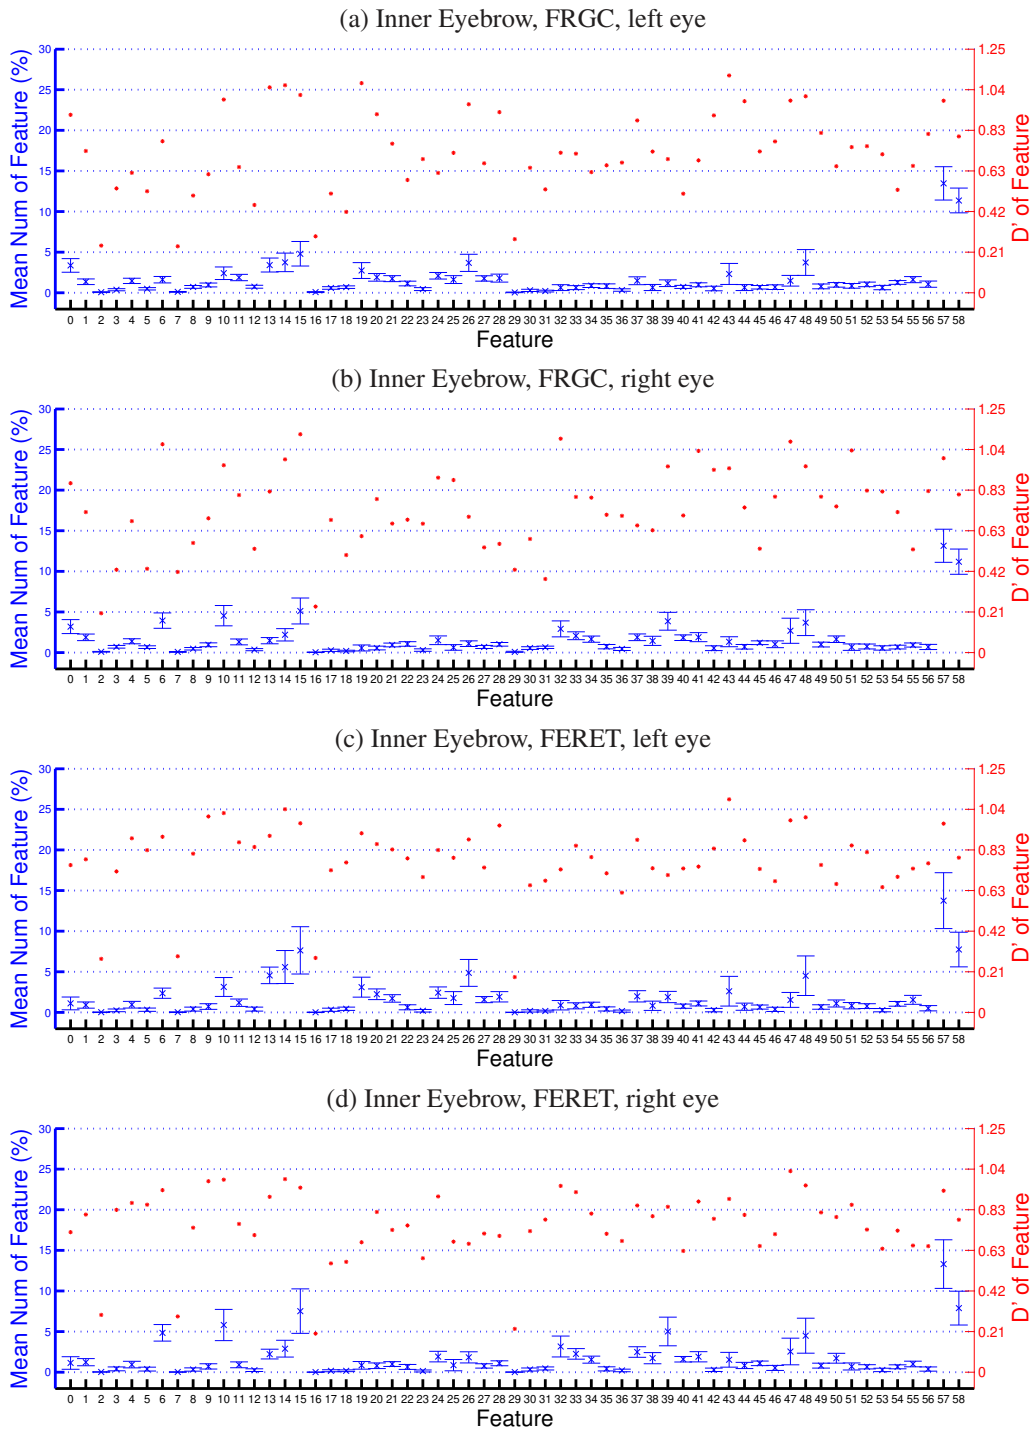 (a) Inner Eyebrow, FRGC, left eye
Mean Num of Feature (%)
30
25
20
15
10
5
0
1.25
1.04
0.83
0.63
0.42
0.21
0
D' of Feature
0 1 2 3 4 5 6 7 8 9 10 11 12 13 14 15 16 17 18 19 20 21 22 23 24 25 26 27 28 29 30 31 32 33 34 35 36 37 38 39 40 41 42 43 44 45 46 47 48 49 50 51 52 53 54 55 56 57 58
Feature
(b) Inner Eyebrow, FRGC, right eye
Mean Num of Feature (%)
30
25
20
15
10
5
0
1.25
1.04
0.83
0.63
0.42
0.21
0
D' of Feature
0 1 2 3 4 5 6 7 8 9 10 11 12 13 14 15 16 17 18 19 20 21 22 23 24 25 26 27 28 29 30 31 32 33 34 35 36 37 38 39 40 41 42 43 44 45 46 47 48 49 50 51 52 53 54 55 56 57 58
Feature
(c) Inner Eyebrow, FERET, left eye
Mean Num of Feature (%)
30
25
20
15
10
5
0
1.25
1.04
0.83
0.63
0.42
0.21
0
D' of Feature
0 1 2 3 4 5 6 7 8 9 10 11 12 13 14 15 16 17 18 19 20 21 22 23 24 25 26 27 28 29 30 31 32 33 34 35 36 37 38 39 40 41 42 43 44 45 46 47 48 49 50 51 52 53 54 55 56 57 58
Feature
(d) Inner Eyebrow, FERET, right eye
Mean Num of Feature (%)
30
25
20
15
10
5
0
1.25
1.04
0.83
0.63
0.42
0.21
0
D' of Feature
0 1 2 3 4 5 6 7 8 9 10 11 12 13 14 15 16 17 18 19 20 21 22 23 24 25 26 27 28 29 30 31 32 33 34 35 36 37 38 39 40 41 42 43 44 45 46 47 48 49 50 51 52 53 54 55 56 57 58
Feature